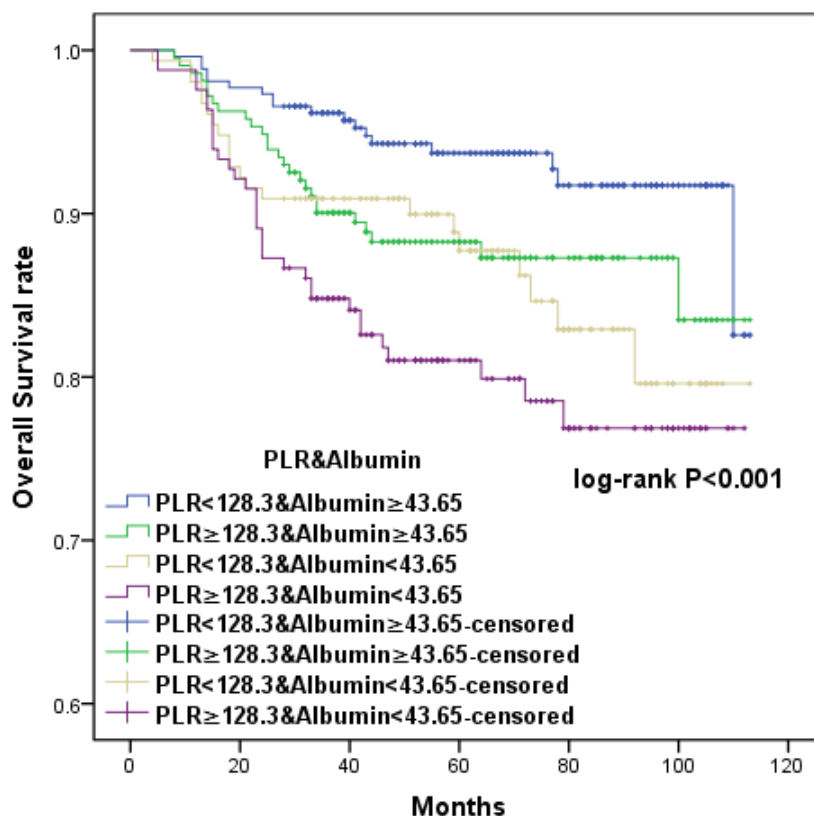 1.0
0.9
0.8
0.7
0.6
Overall Survival rate
PLR&Albumin
log-rank P<0.001
PLR<128.3&Albumin≥43.65
PLR≥128.3&Albumin≥43.65
PLR<128.3&Albumin<43.65
PLR≥128.3&Albumin<43.65
PLR<128.3&Albumin≥43.65-censored
PLR≥128.3&Albumin≥43.65-censored
PLR<128.3&Albumin<43.65-censored
PLR≥128.3&Albumin<43.65-censored
0 20 40 60 80 100 120
Months